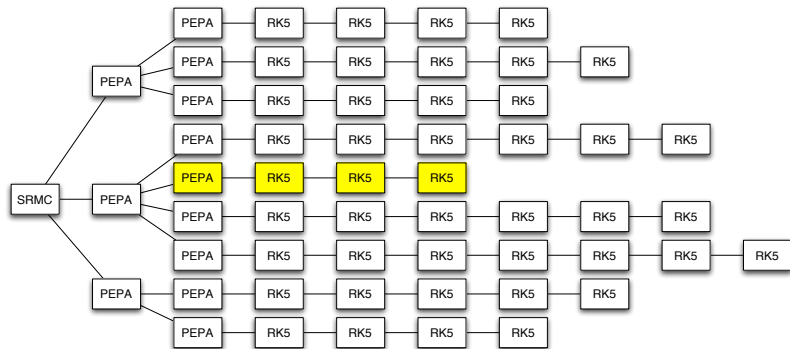 PEPA RK5 RK5 RK5 RK5
PEPA RK5 RK5 RK5 RK5 RK5
PEPA
PEPA RK5 RK5 RK5 RK5
PEPA RK5 RK5 RK5 RK5 RK5 RK5
PEPA RK5 RK5 RK5
SRMC PEPA
PEPA RK5 RK5 RK5 RK5 RK5 RK5
PEPA RK5 RK5 RK5 RK5 RK5 RK5 RK5
PEPA PEPA RK5 RK5 RK5 RK5 RK5
PEPA RK5 RK5 RK5 RK5